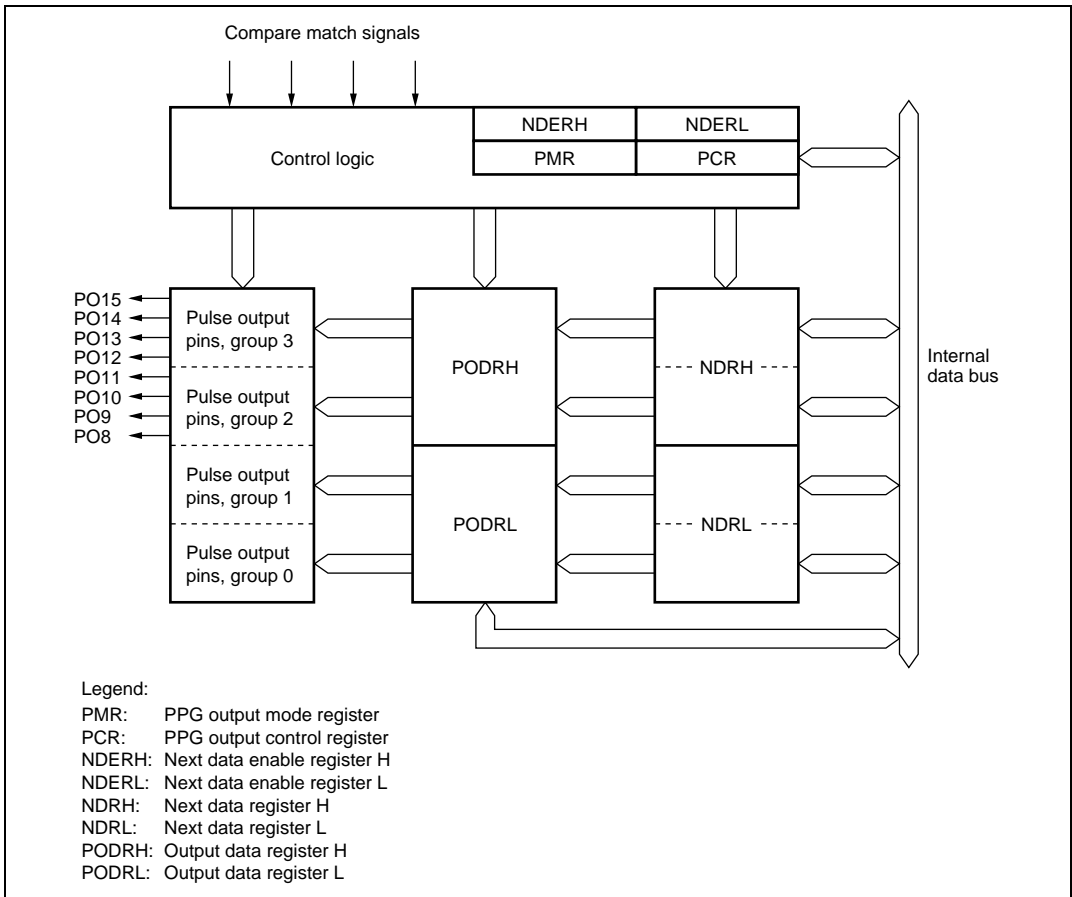 Compare match signals
NDERH NDERL
Control logic
PMR PCR
PO15
PO14
PO13
PO12
PO11
PO10
PO9
PO8
Pulse output
pins, group 3
Pulse output
pins, group 2
Pulse output
pins, group 1
Pulse output
pins, group 0
PODRH
PODRL
NDRH
NDRL
Internal
data bus
Legend:
PMR: PPG output mode register
PCR: PPG output control register
NDERH: Next data enable register H
NDERL: Next data enable register L
NDRH: Next data register H
NDRL: Next data register L
PODRH: Output data register H
PODRL: Output data register L